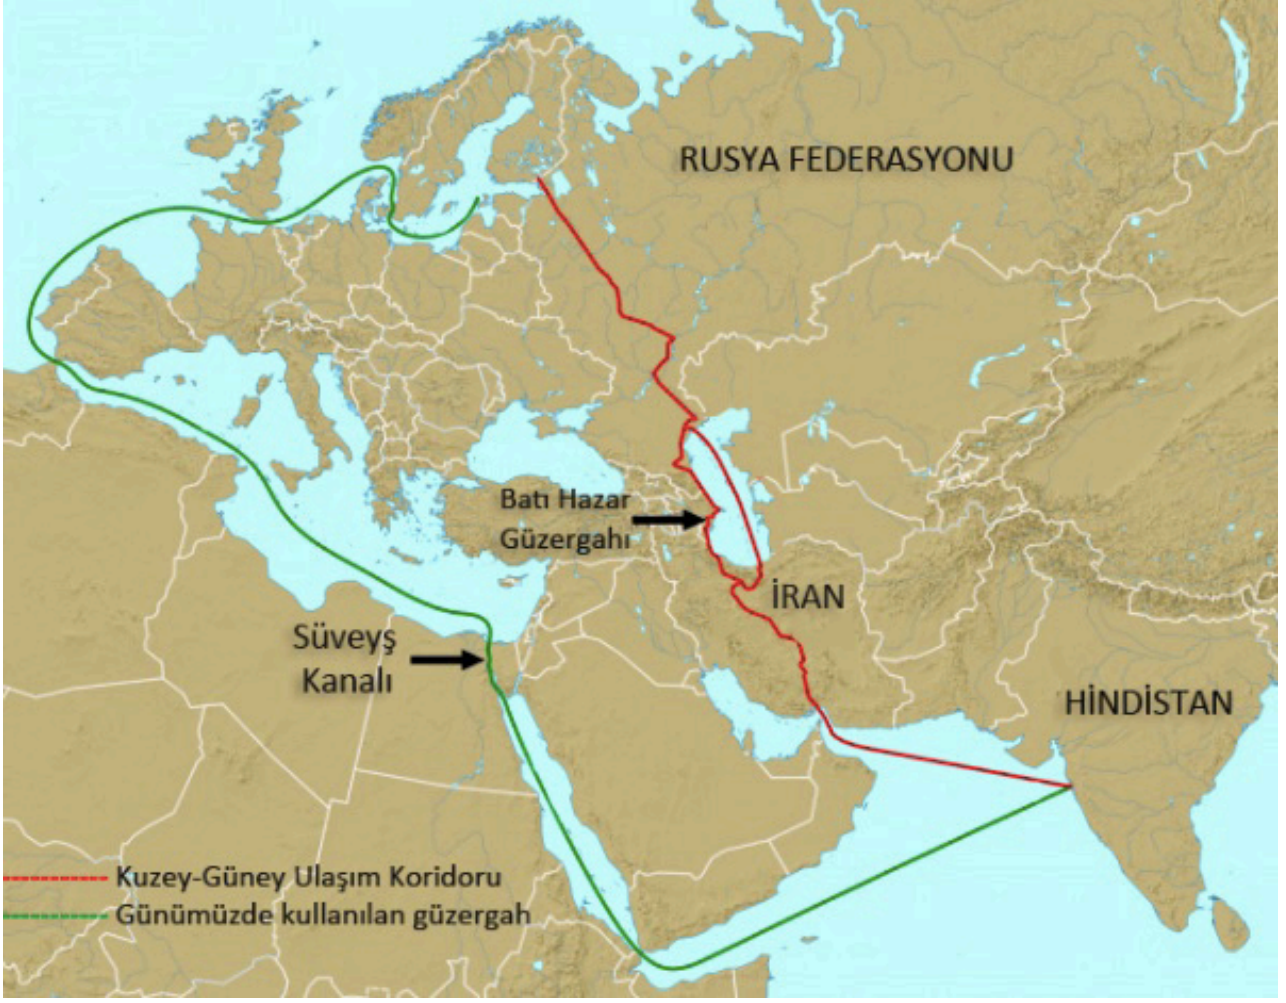 RUSYA FEDERASYONU
Batı Hazar
Güzergahı
İRAN
Süveyş
Kanalı
HİNDİSTAN
Kuzey-Güney Ulaşım Koridoru
Günümüzde kullanılan güzergah